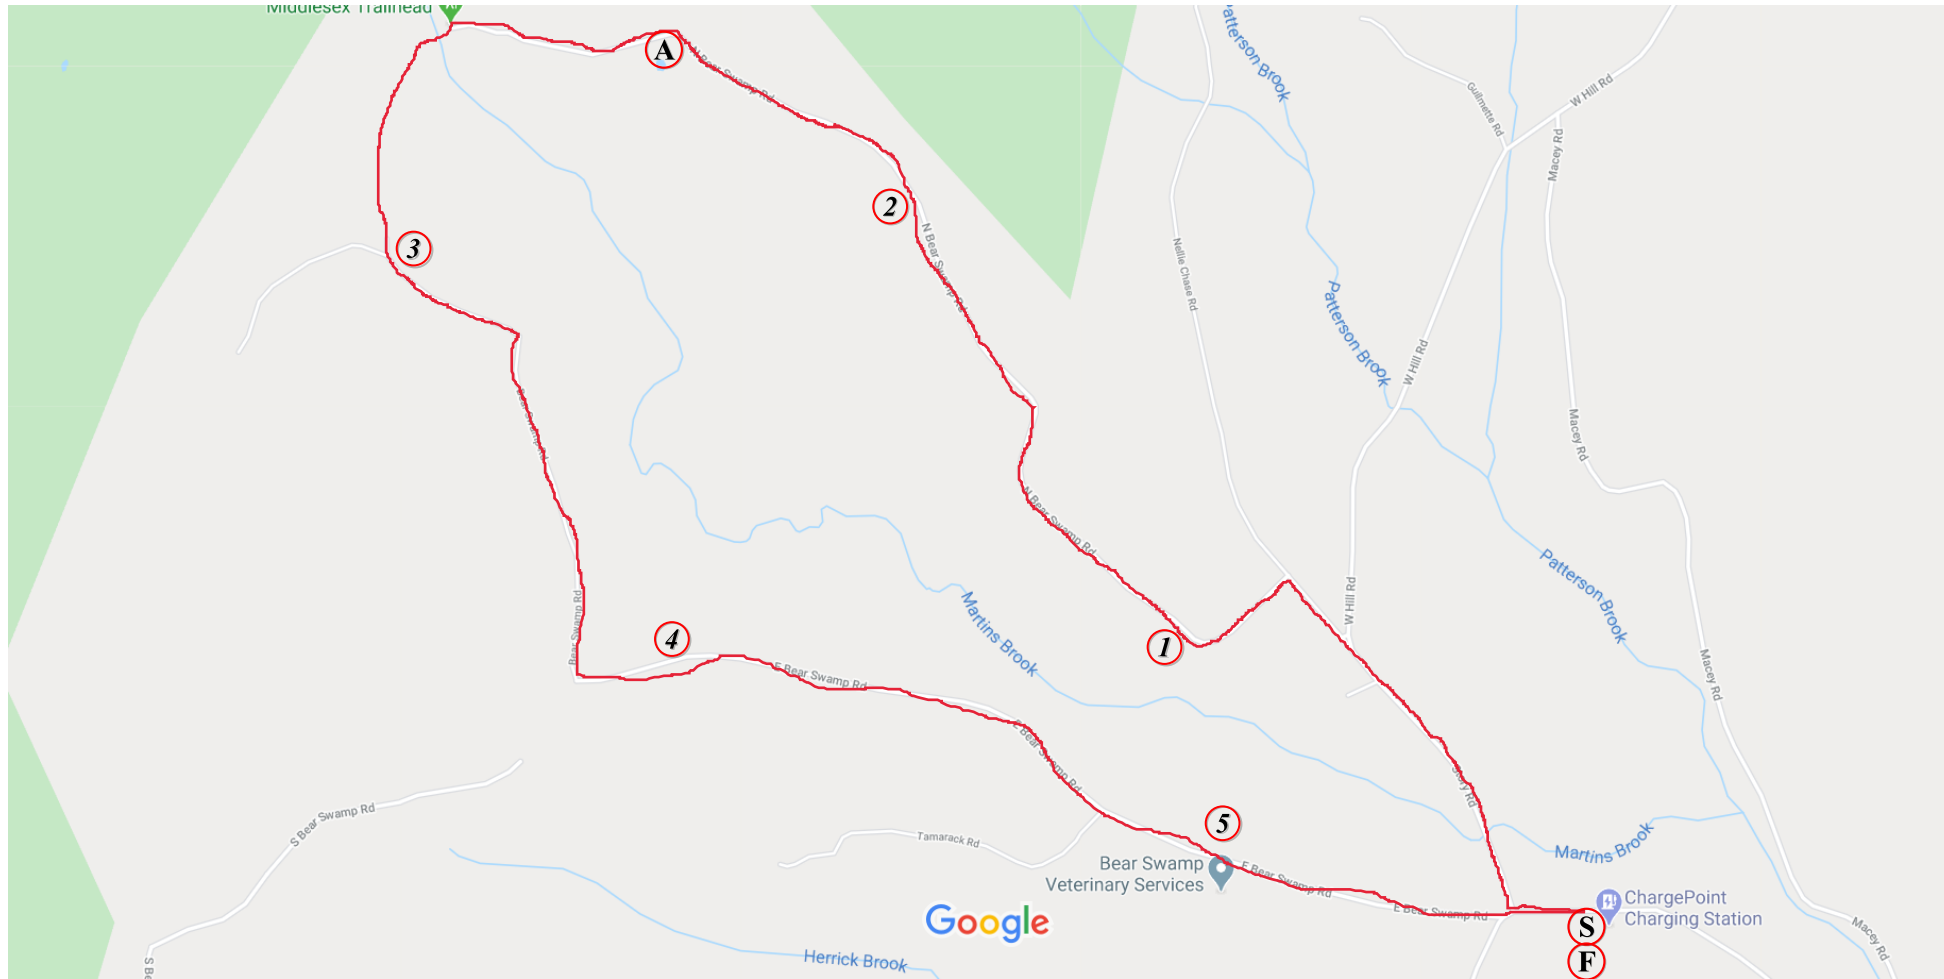 Middlesex Trailhead
A
N Bear Swamp Rd
Patterson Brook
Guilmette Rd
W Hill Rd
Macey Rd
2
N Bear Swamp Rd
3
Nellie Chase Rd
Patterson Brook
W Hill Rd
Bear Swamp Rd
Macey Rd
N Bear Swamp Rd
Patterson Brook
Martins Brook
W Hill Rd
Bear Swamp Rd
4
1
E Bear Swamp Rd
Macey Rd
E Bear Swamp Rd
Story Rd
S Bear Swamp Rd
Tamarack Rd
5
Martins Brook
Bear Swamp
Veterinary Services
E Bear Swamp Rd
E Bear Swamp Rd
ChargePoint
Charging Station
Google
S
F
Macey Rd
Herrick Brook
S Be